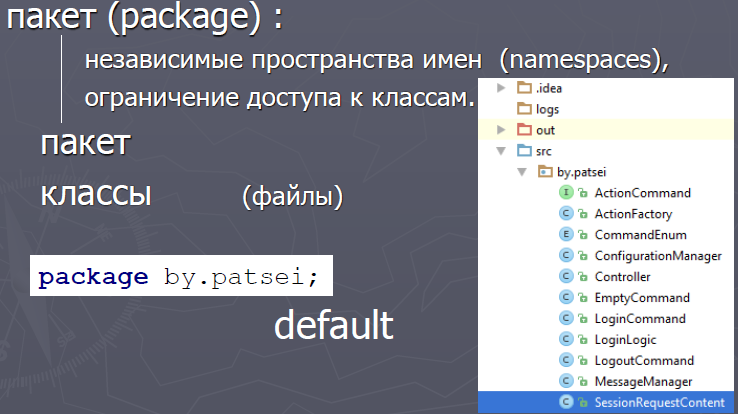 пакет (package) :
независимые пространства имен (namespaces),
ограничение доступа к классам.
пакет
классы (файлы)
package by.patsei;
default
.idea
logs
out
src
by.patsei
I ActionCommand
C ActionFactory
E CommandEnum
C ConfigurationManager
C Controller
C EmptyCommand
C LoginCommand
C LoginLogic
C LogoutCommand
C MessageManager
C SessionRequestContent